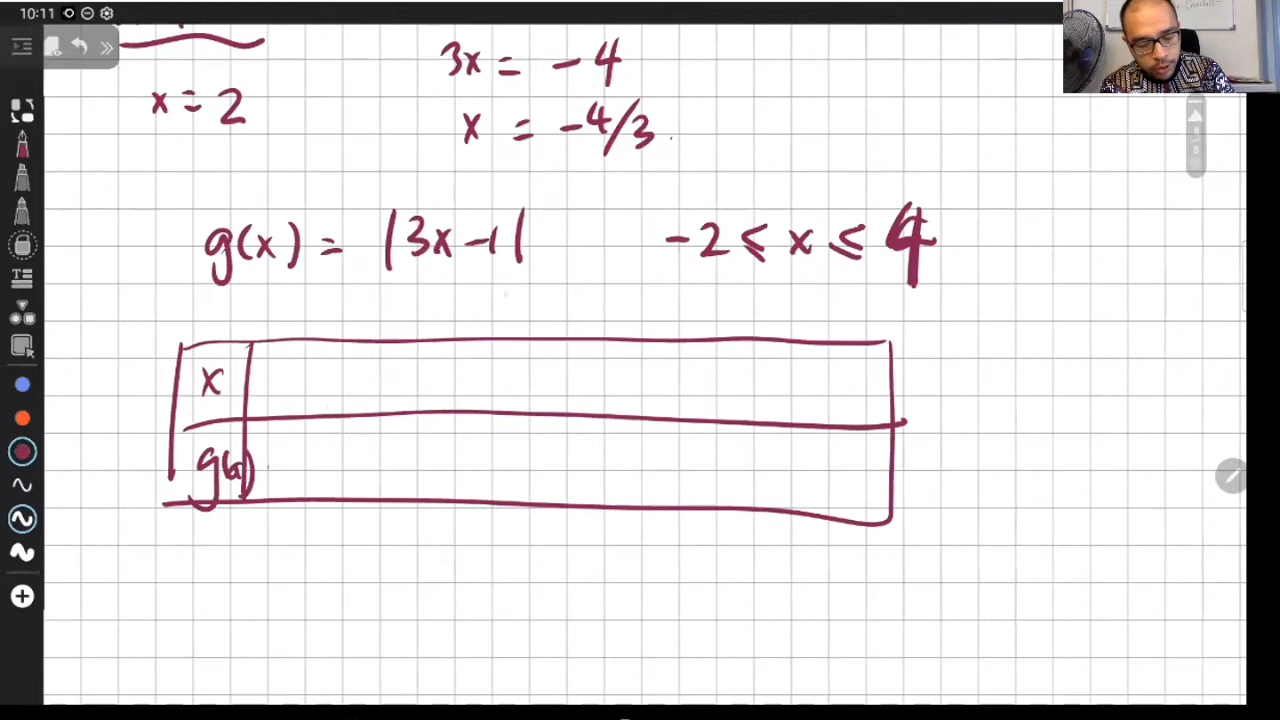 10:11
3x = -4
x = 2
x = -4/3.
g(x) = |3x-1| -2 ≤ x ≤ 4
x
g(x)